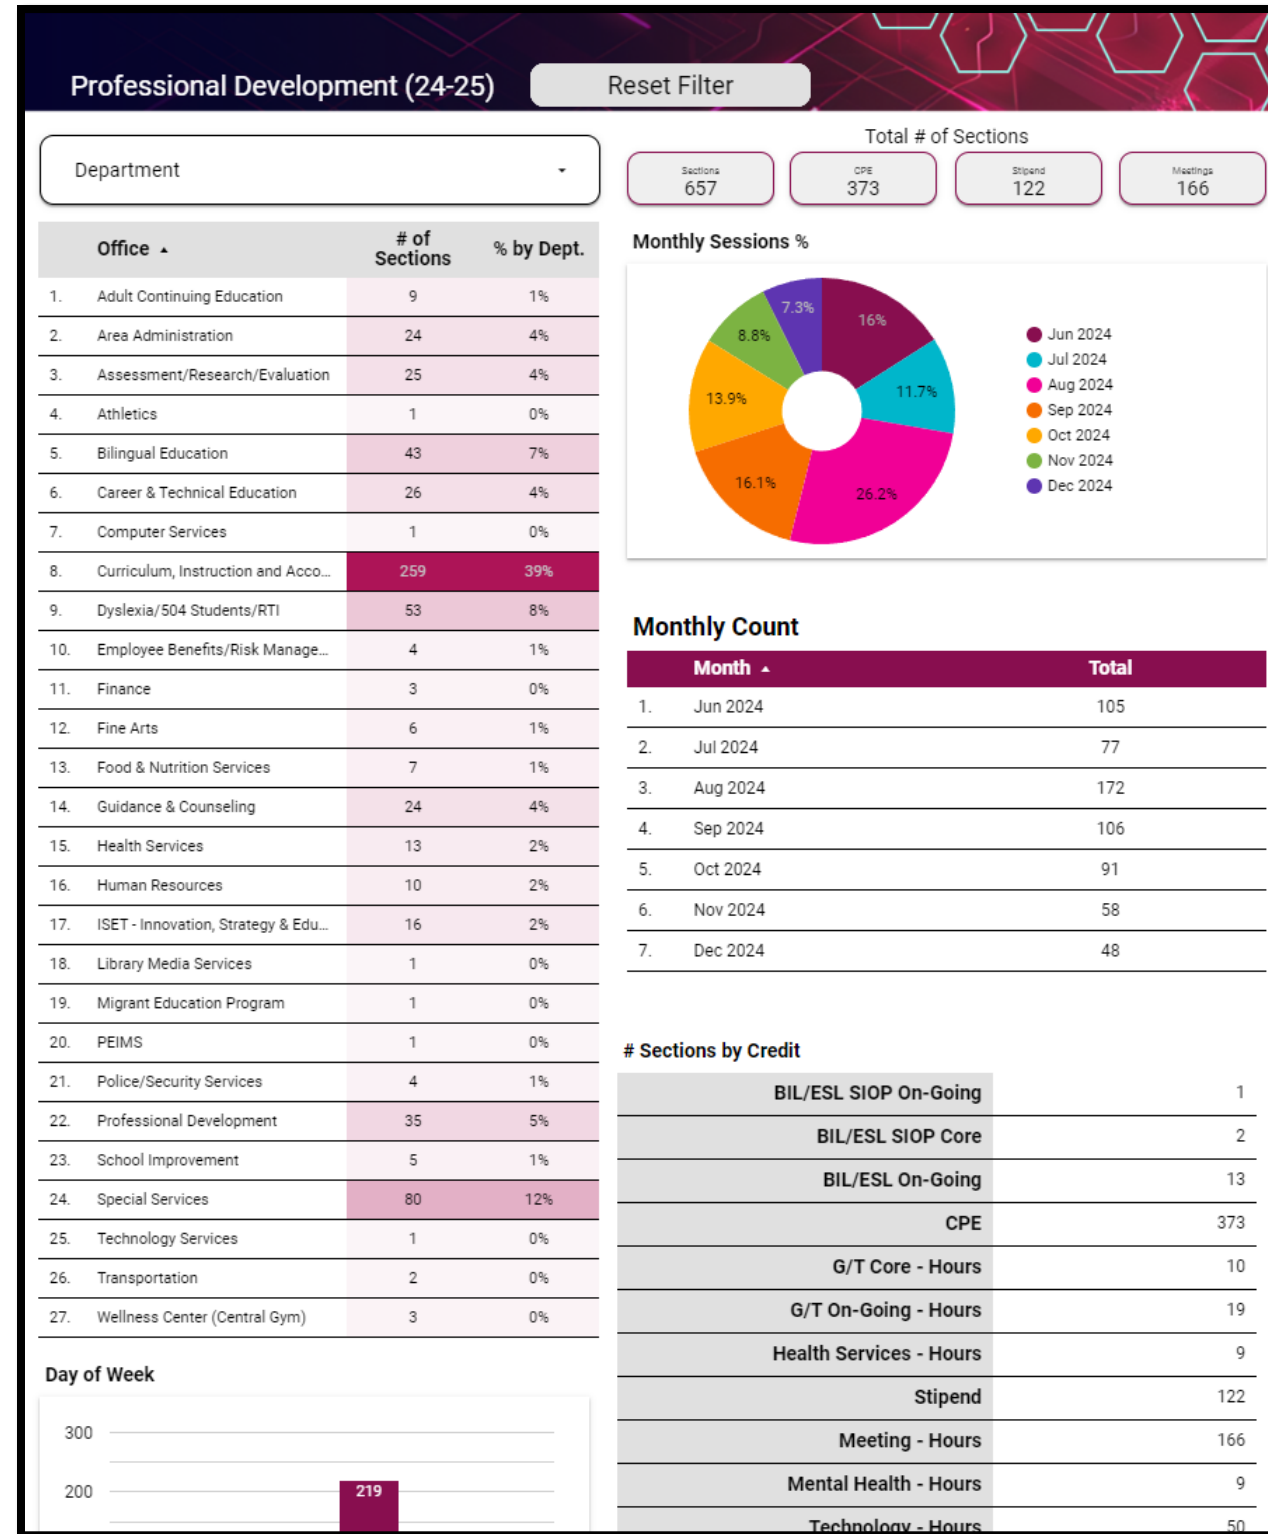 Professional Development (24-25)
Reset Filter
Department
Total # of Sections
Sections
657
CPE
373
Stipend
122
Meetings
166
Office # of Sections % by Dept.
1. Adult Continuing Education 9 1%
2. Area Administration 24 4%
3. Assessment/Research/Evaluation 25 4%
4. Athletics 1 0%
5. Bilingual Education 43 7%
6. Career & Technical Education 26 4%
7. Computer Services 1 0%
8. Curriculum, Instruction and Acco... 259 39%
9. Dyslexia/504 Students/RTI 53 8%
10. Employee Benefits/Risk Manage... 4 1%
11. Finance 3 0%
12. Fine Arts 6 1%
13. Food & Nutrition Services 7 1%
14. Guidance & Counseling 24 4%
15. Health Services 13 2%
16. Human Resources 10 2%
17. ISET - Innovation, Strategy & Edu... 16 2%
18. Library Media Services 1 0%
19. Migrant Education Program 1 0%
20. PEIMS 1 0%
21. Police/Security Services 4 1%
22. Professional Development 35 5%
23. School Improvement 5 1%
24. Special Services 80 12%
25. Technology Services 1 0%
26. Transportation 2 0%
27. Wellness Center (Central Gym) 3 0%
Day of Week
300
200
219
Monthly Sessions %
7.3%
16%
8.8%
11.7%
13.9%
16.1%
26.2%
Jun 2024
Jul 2024
Aug 2024
Sep 2024
Oct 2024
Nov 2024
Dec 2024
Monthly Count
Month Total
1. Jun 2024 105
2. Jul 2024 77
3. Aug 2024 172
4. Sep 2024 106
5. Oct 2024 91
6. Nov 2024 58
7. Dec 2024 48
# Sections by Credit
BIL/ESL SIOP On-Going 1
BIL/ESL SIOP Core 2
BIL/ESL On-Going 13
CPE 373
G/T Core - Hours 10
G/T On-Going - Hours 19
Health Services - Hours 9
Stipend 122
Meeting - Hours 166
Mental Health - Hours 9
Technology - Hours 50